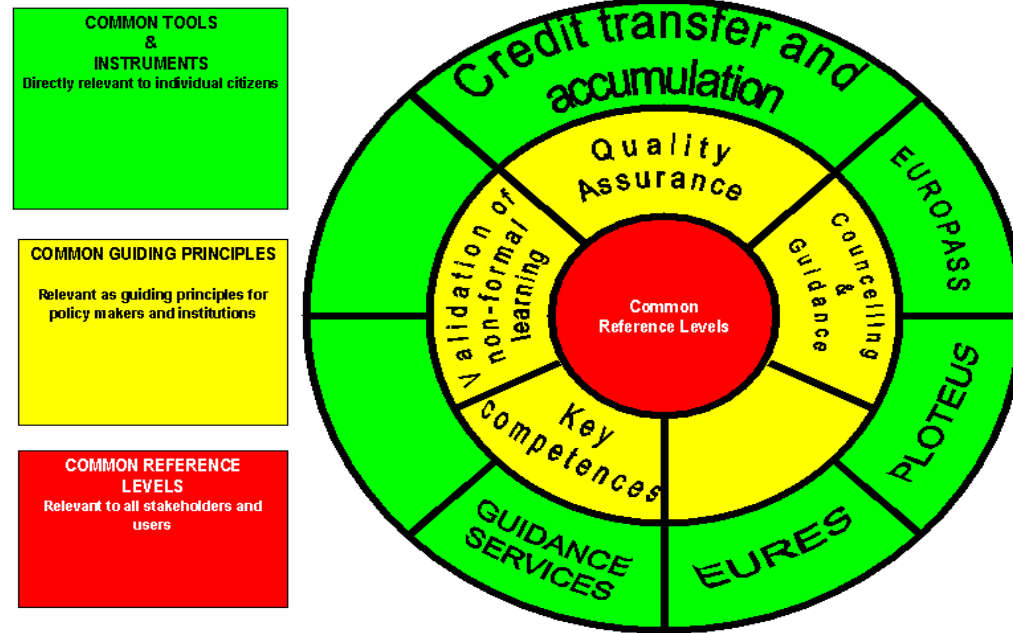 COMMON TOOLS
&
INSTRUMENTS
Directly relevant to individual citizens
COMMON GUIDING PRINCIPLES
Relevant as guiding principles for
policy makers and institutions
COMMON REFERENCE
LEVELS
Relevant to all stakeholders and
users
Credit transfer and
accumulation
Quality
Assurance
Validation of
non-formal
learning
Councelling
&
Guidance
Common
Reference Levels
Key
competences
EUROPASS
PLOTEUS
EURES
GUIDANCE
SERVICES